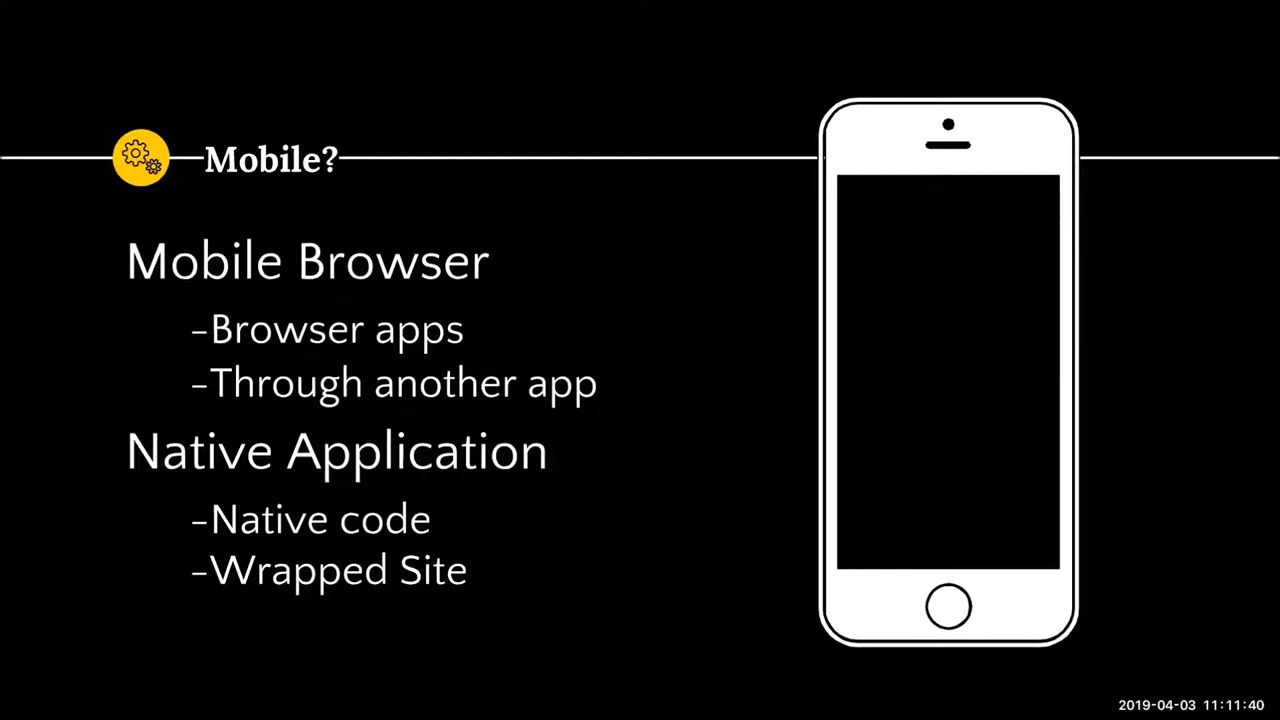 Mobile?
Mobile Browser
-Browser apps
-Through another app
Native Application
-Native code
-Wrapped Site
2019-04-03 11:11:40